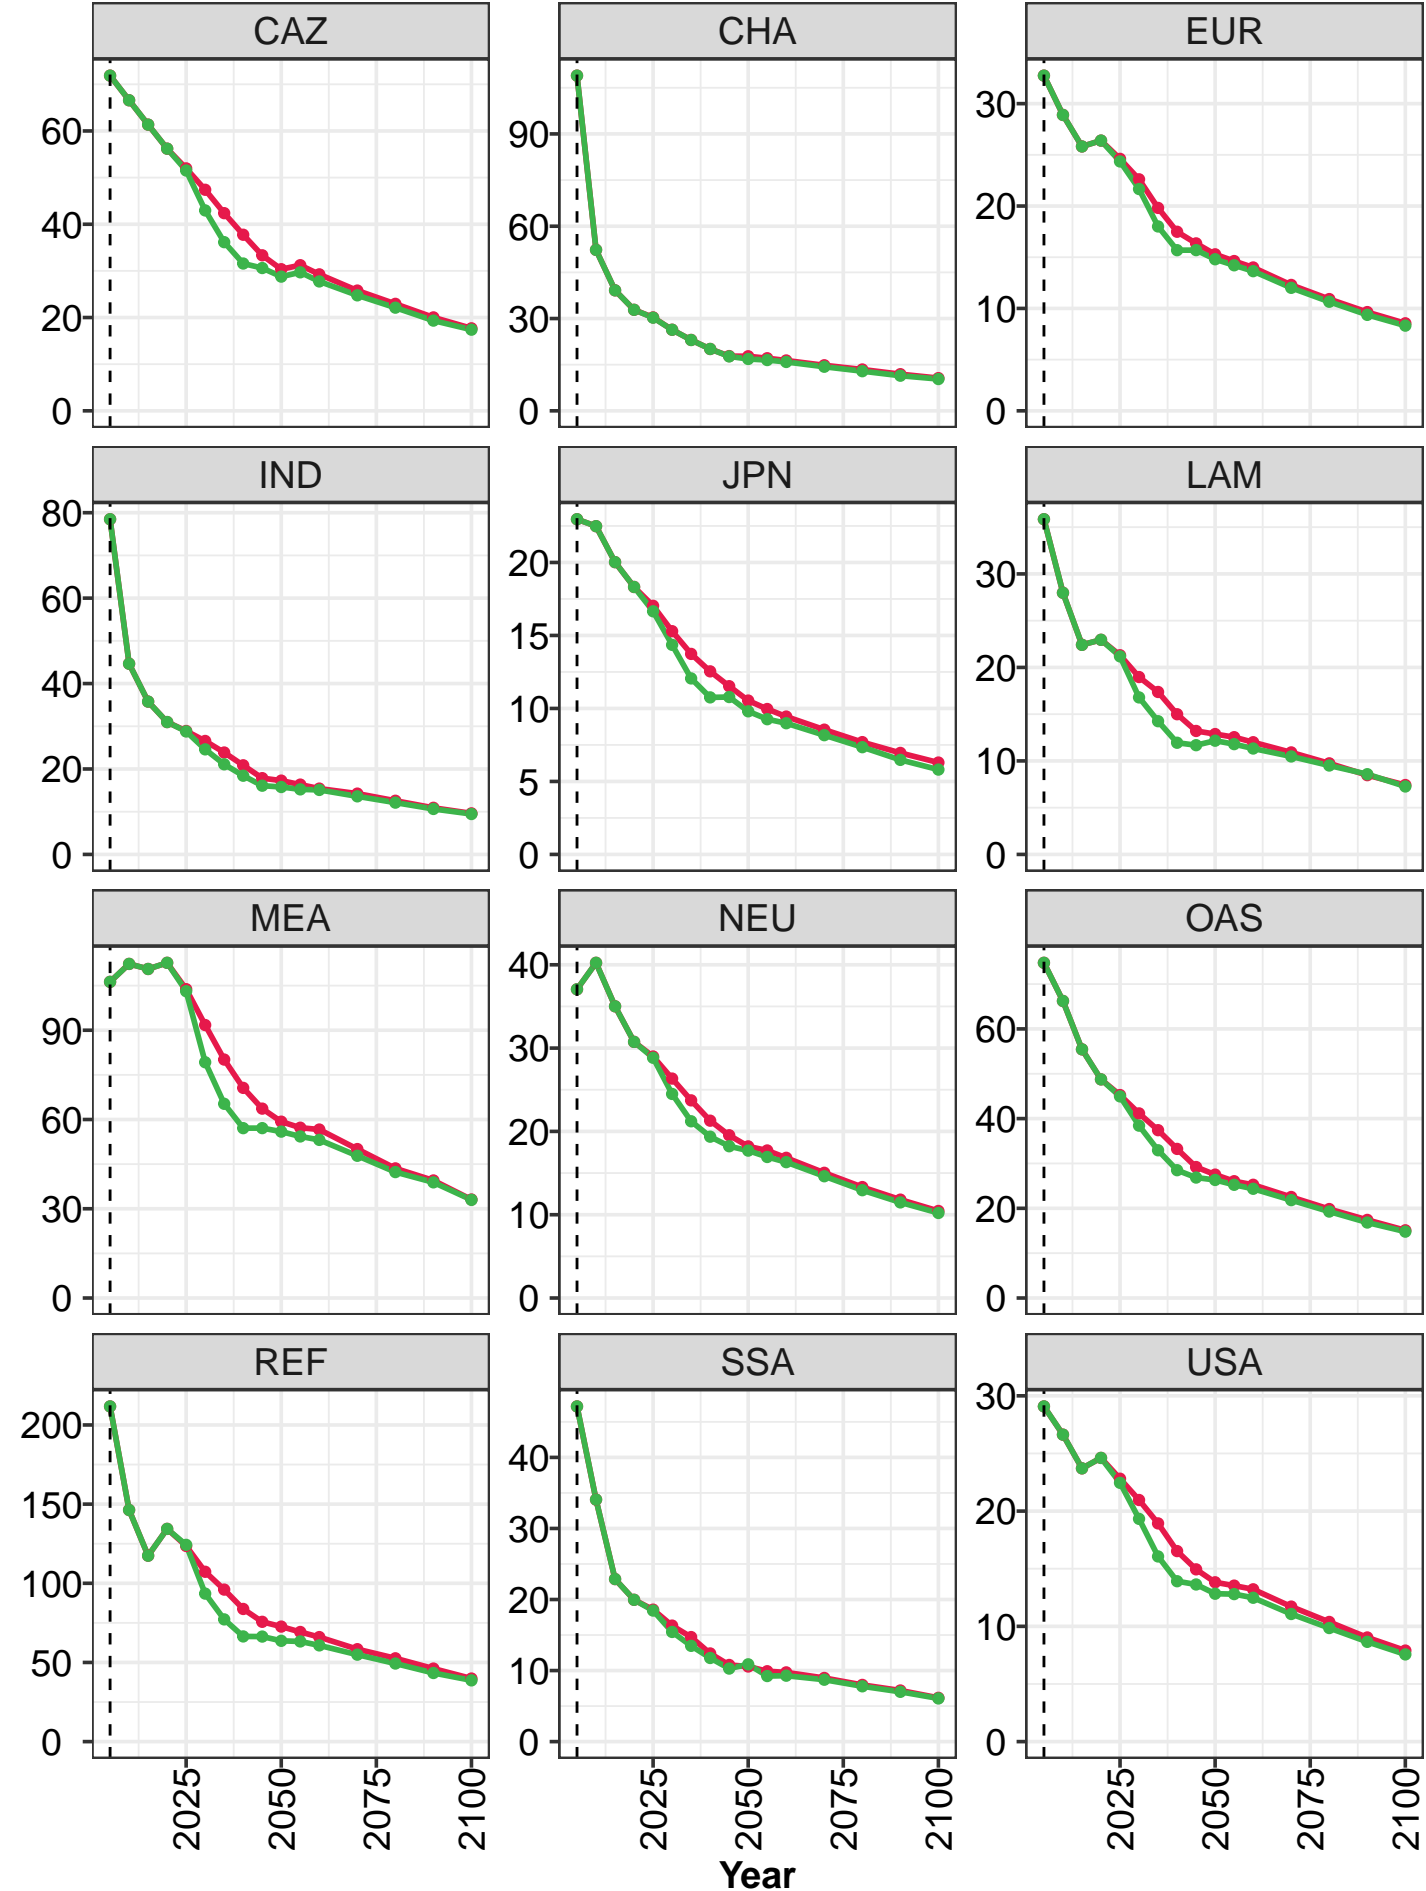 CAZ CHA EUR
60 90 30
40 60 20
20 30 10
0 0 0
IND JPN LAM
80
60 20 30
40 15 20
20 10 10
5
0 0 0
MEA NEU OAS
40
90 30 60
60 20 40
30 10 20
0 0 0
REF SSA USA
200 40 30
150 30 20
100 20 10
50 10
0 0 0
2025 2050 2075 2100 2025 2050 2075 2100 2025 2050 2075 2100
Year